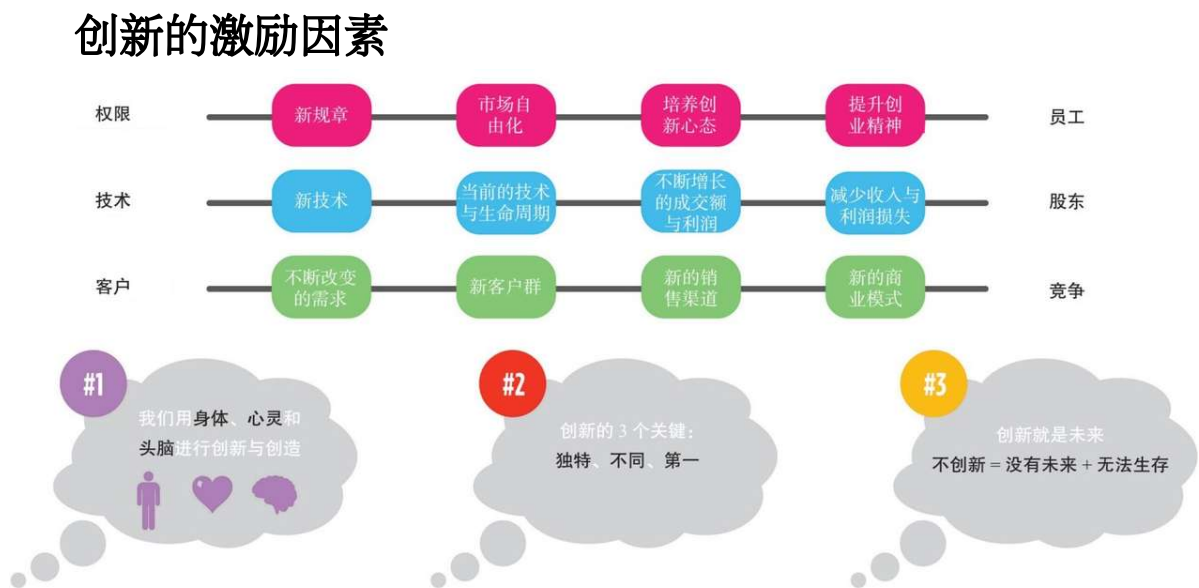 创新的激励因素
权限
新规章
市场自
由化
培养创
新心态
提升创
业精神
员工
技术
新技术
当前的技术
与生命周期
不断增长
的成交额
与利润
减少收入与
利润损失
股东
客户
不断改变
的需求
新客户群
新的销
售渠道
新的商
业模式
竞争
#1
我们用身体、心灵和
头脑进行创新与创造
#2
创新的 3 个关键：
独特、不同、第一
#3
创新就是未来
不创新 = 没有未来 + 无法生存